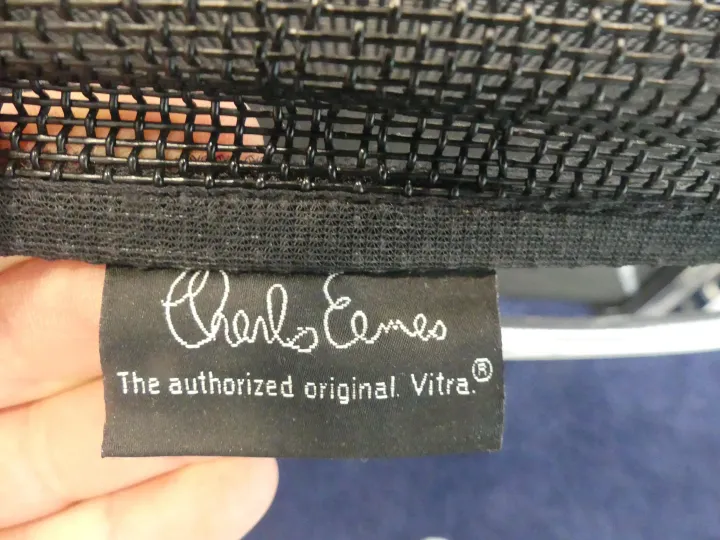 Charles Eames
The authorized original. Vitra.®